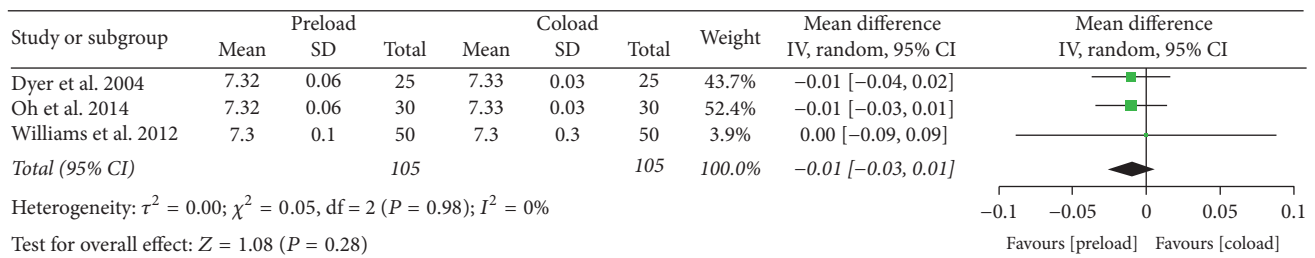 Study or subgroup Preload Coload Weight Mean difference Mean difference
Mean SD Total Mean SD Total IV, random, 95% CI IV, random, 95% CI
Dyer et al. 2004 7.32 0.06 25 7.33 0.03 25 43.7% −0.01 [−0.04, 0.02]
Oh et al. 2014 7.32 0.06 30 7.33 0.03 30 52.4% −0.01 [−0.03, 0.01]
Williams et al. 2012 7.3 0.1 50 7.3 0.3 50 3.9% 0.00 [−0.09, 0.09]
Total (95% CI) 105 105 100.0% −0.01 [−0.03, 0.01]
Heterogeneity: τ² = 0.00; χ² = 0.05, df = 2 (P = 0.98); I² = 0%
−0.1 −0.05 0 0.05 0.1
Test for overall effect: Z = 1.08 (P = 0.28)
Favours [preload] Favours [coload]